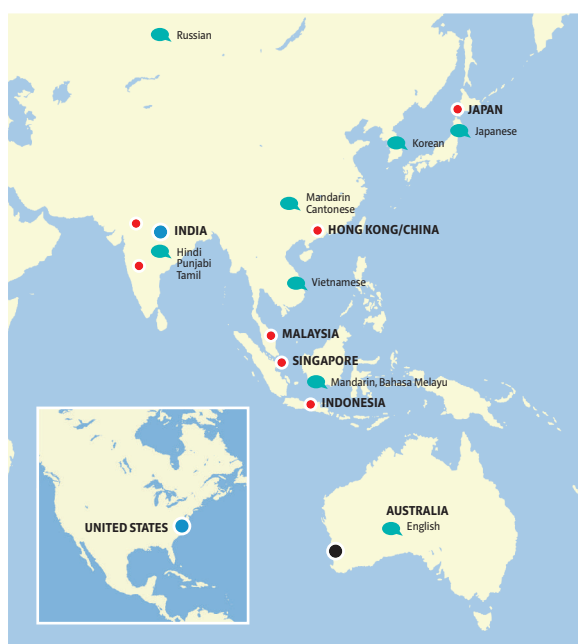 Russian
JAPAN
Japanese
Korean
Mandarin
Cantonese
INDIA
HONG KONG/CHINA
Hindi
Punjabi
Tamil
Vietnamese
MALAYSIA
SINGAPORE
Mandarin, Bahasa Melayu
INDONESIA
UNITED STATES
AUSTRALIA
English